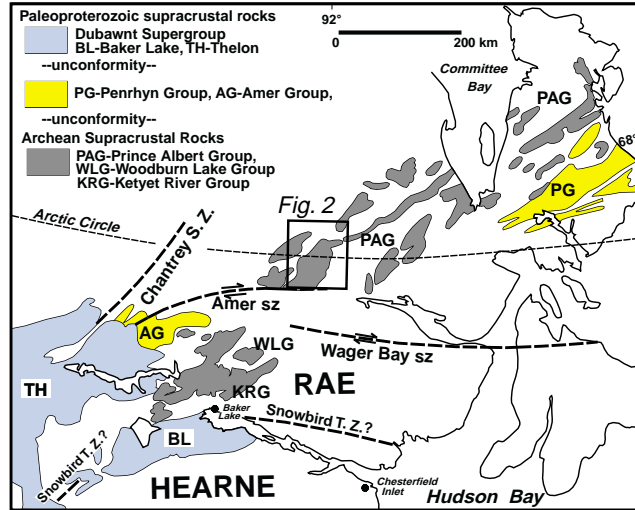 Paleoproterozoic supracrustal rocks
Dubawnt Supergroup
BL-Baker Lake, TH-Thelon
--unconformity--
PG-Penrhyn Group, AG-Amer Group,
--unconformity--
Archean Supracrustal Rocks
PAG-Prince Albert Group,
WLG-Woodburn Lake Group
KRG-Ketyet River Group
92°
0 200 km
Committee
Bay
PAG
68°
PG
Fig. 2
Arctic Circle
Chantrey S. Z.
PAG
Amer sz
AG
WLG
Wager Bay sz
TH
KRG
RAE
Baker
Lake
Snowbird T. Z.?
BL
Snowbird T. Z.?
HEARNE
Chesterfield
Inlet
Hudson Bay